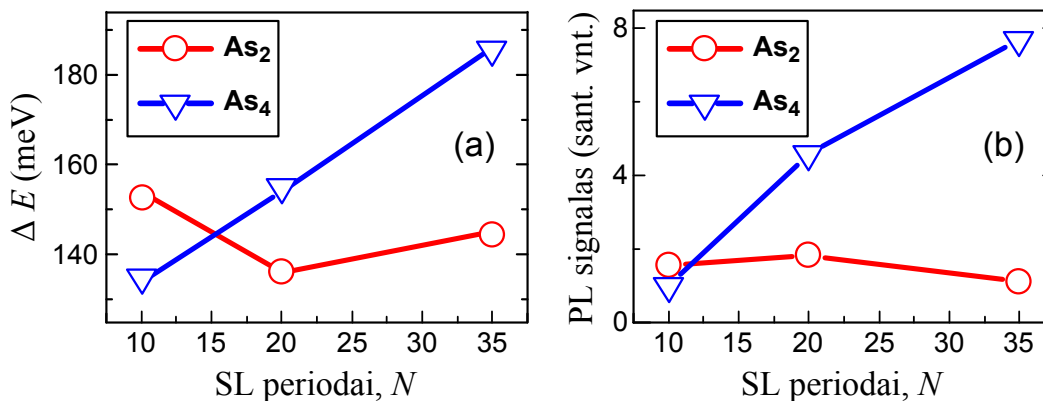 As2
As4
(a)
Δ E (meV)
180
160
140
10 15 20 25 30 35
SL periodai, N
As2
As4
(b)
PL signalas (sant. vnt.)
8
4
0
10 15 20 25 30 35
SL periodai, N